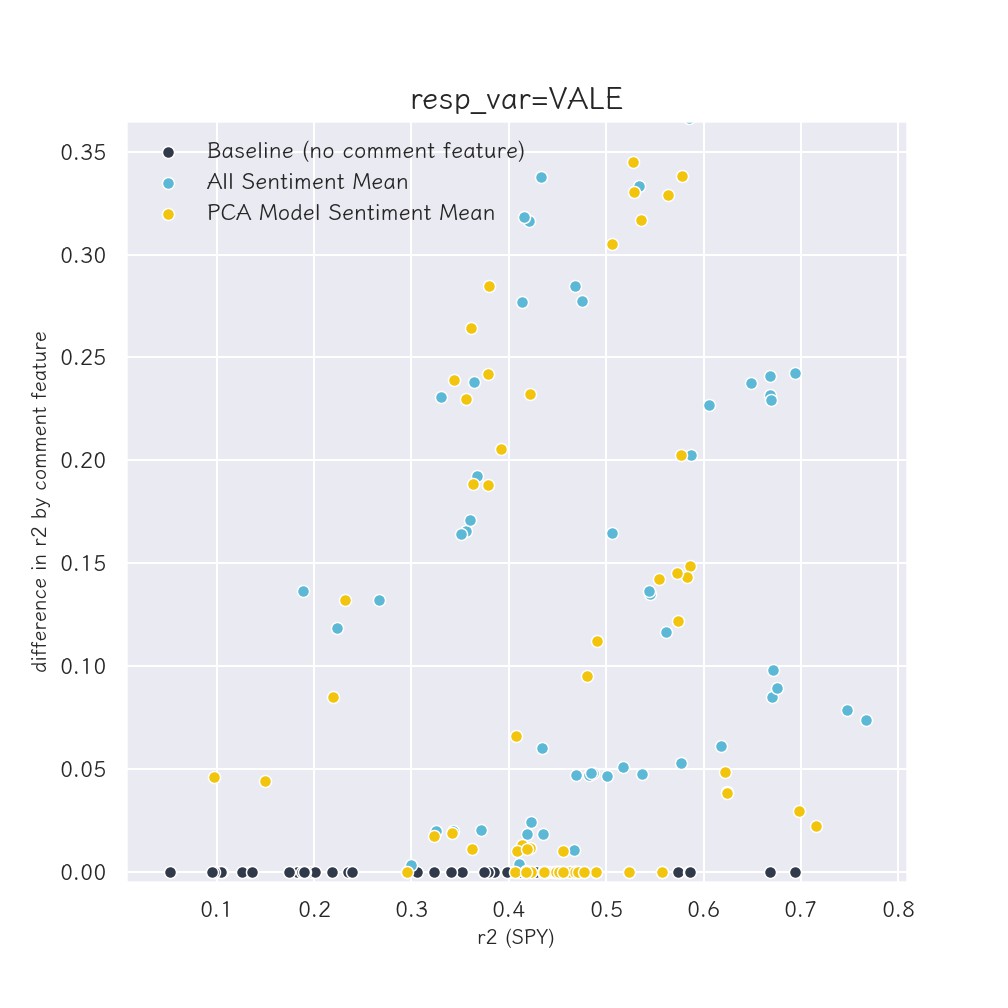 resp_var=VALE
Baseline (no comment feature)
All Sentiment Mean
PCA Model Sentiment Mean
difference in r2 by comment feature
0.35
0.30
0.25
0.20
0.15
0.10
0.05
0.00
0.1 0.2 0.3 0.4 0.5 0.6 0.7 0.8
r2 (SPY)